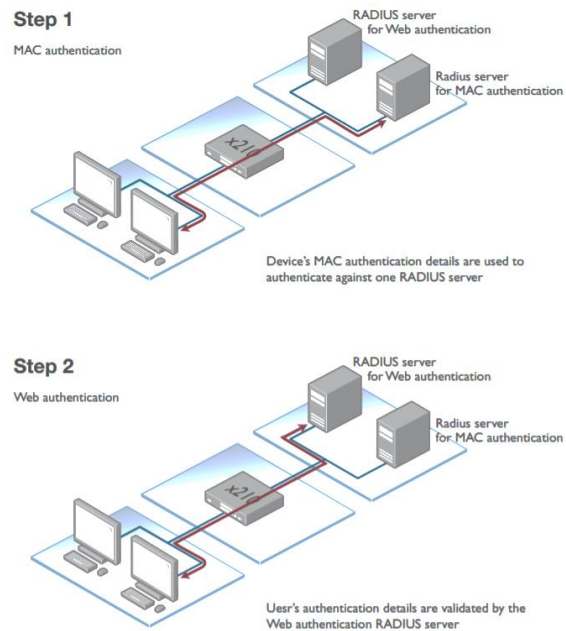 Step 1
MAC authentication
RADIUS server
for Web authentication
Radius server
for MAC authentication
x210
Device's MAC authentication details are used to
authenticate against one RADIUS server
Step 2
Web authentication
RADIUS server
for Web authentication
Radius server
for MAC authentication
x210
Uesr's authentication details are validated by the
Web authentication RADIUS server